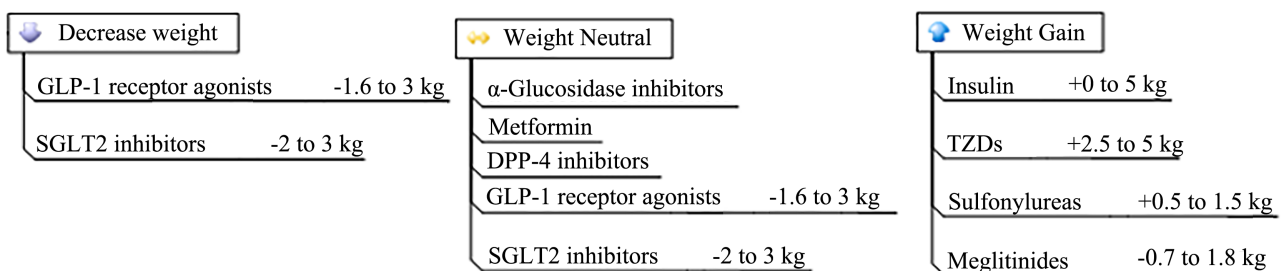 Decrease weight
GLP-1 receptor agonists -1.6 to 3 kg
SGLT2 inhibitors -2 to 3 kg
Weight Neutral
α-Glucosidase inhibitors
Metformin
DPP-4 inhibitors
GLP-1 receptor agonists -1.6 to 3 kg
SGLT2 inhibitors -2 to 3 kg
Weight Gain
Insulin +0 to 5 kg
TZDs +2.5 to 5 kg
Sulfonylureas +0.5 to 1.5 kg
Meglitinides -0.7 to 1.8 kg